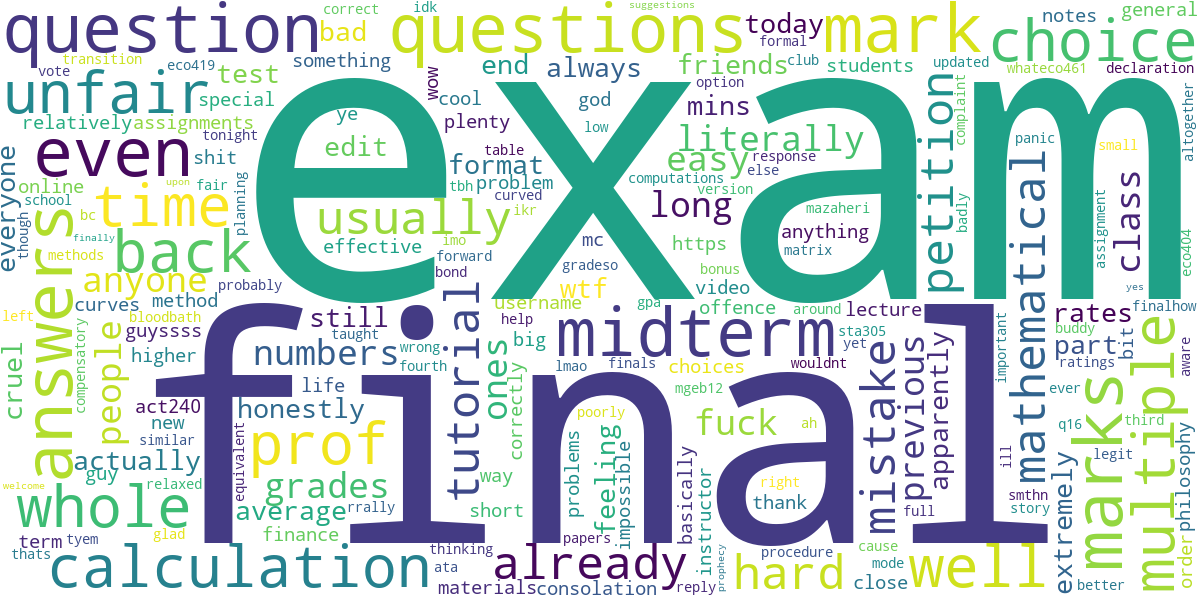 transition
correct
idk
suggestions
question
bad
questions
today
mark
notes
general
formal
choice
vote
eco419
something
wow
end
always
friends
club
students
updated
whateco461
declaration
unfair
test
special
ye
cool
god
option
mins
petition
complaint
altogether
relatively
assignments
tonight
plenty
low
literally
exam
panic
small
even
shit
edit
table
format
easy
response
else
everyone
online
upon
fair
tbh
problem
computations
version
mathematical
class
school
bc
time
planning
usually
curved
ikr
long
mazaheri
badly
assignment
eco404
though
finally
back
effective
imo
mc
https
anything
matrix
answers
methods
anyone
probably
forward
bond
gradeso
wtf
bonus
video
yes
finalhow
left
curves
method
bloodbath
still
taught
tutorial
username
help
gpa
offence
around
lecture
rates
buddy
cruel
compensatory
people
guyssss
higher
numbers
wrong
fourth
ones
big
midterm
sta305
yet
mistake
previous
apparently
important
part
bit
ratings
aware
life
lmao
finals
choices
wouldnt
ever
act240
new
similar
honestly
correctly
mgeb12
poorly
fuck
ah
marks
multiple
q16
third
legit
philosophy
actually
guy
relaxed
equivalent
prof
final
way
problems
feeling
impossible
basically
instructor
right
thank
ill
smthn
story
extremely
order
welcome
whole
grades
average
rrally
short
full
term
tyem
glad
finance
thats
calculation
thinking
ata
already
papers
procedure
cause
mode
close
well
better
materials
consolation
reply
prophecy
hard